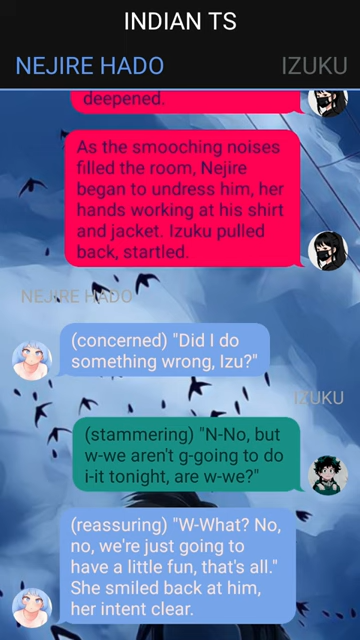 INDIAN TS
NEJIRE HADO
IZUKU
deepened.
As the smooching noises
filled the room, Nejire
began to undress him, her
hands working at his shirt
and jacket. Izuku pulled
back, startled.
NEJIRE HADO
(concerned) "Did I do
something wrong, Izu?"
IZUKU
(stammering) "N-No, but
w-we aren't g-going to do
i-it tonight, are w-we?"
(reassuring) "W-What? No,
no, we're just going to
have a little fun, that's all."
She smiled back at him,
her intent clear.